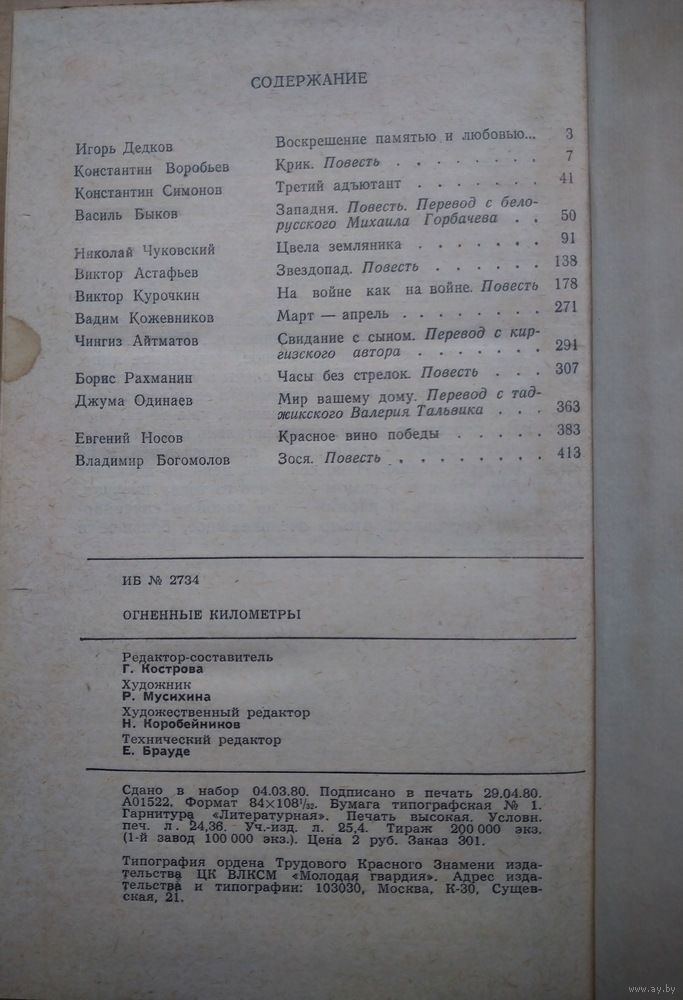 СОДЕРЖАНИЕ
Игорь Дедков Воскрешение памятью и любовью... 3
Константин Воробьев Крик. Повесть . . . . . . . . 7
Константин Симонов Третий адъютант . . . . . . . 41
Василь Быков Западня. Повесть. Перевод с бело-
русского Михаила Горбачева . . 50
Николай Чуковский Цвела земляника . . . . . . . 91
Виктор Астафьев Звездопад. Повесть . . . . . . 138
Виктор Курочкин На войне как на войне. Повесть 178
Вадим Кожевников Март — апрель . . . . . . . . 271
Чингиз Айтматов Свидание с сыном. Перевод с кир-
гизского автора . . . . . . . 291
Борис Рахманин Часы без стрелок. Повесть . . . 307
Джума Одинаев Мир вашему дому. Перевод с тад-
жикского Валерия Тальвика . . . 363
Евгений Носов Красное вино победы . . . . . 383
Владимир Богомолов Зося. Повесть . . . . . . . . 413
ИБ № 2734
ОГНЕННЫЕ КИЛОМЕТРЫ
Редактор-составитель
Г. Кострова
Художник
Р. Мусихина
Художественный редактор
Н. Коробейников
Технический редактор
Е. Брауде
Сдано в набор 04.03.80. Подписано в печать 29.04.80.
А01522. Формат 84×108¹/₃₂. Бумага типографская № 1.
Гарнитура «Литературная». Печать высокая. Условн.
печ. л. 24,36. Уч.-изд. л. 25,4. Тираж 200 000 экз.
(1-й завод 100 000 экз.). Цена 2 руб. Заказ 301.
Типография ордена Трудового Красного Знамени изда-
тельства ЦК ВЛКСМ «Молодая гвардия». Адрес изда-
тельства и типографии: 103030, Москва, К-30, Сущев-
ская, 21.
www.ay.by